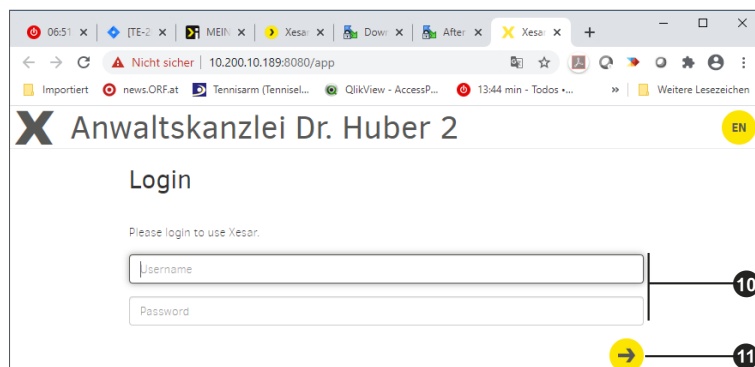 06:51
[TE-2
MEIN
Xesar
Dow
After
Xesar
Nicht sicher | 10.200.10.189:8080/app
Importiert
news.ORF.at
Tennisarm (Tennisel...
QlikView - AccessP...
13:44 min - Todos •...
»
Weitere Lesezeichen
X Anwaltskanzlei Dr. Huber 2
EN
Login
Please login to use Xesar.
Username
10
Password
11